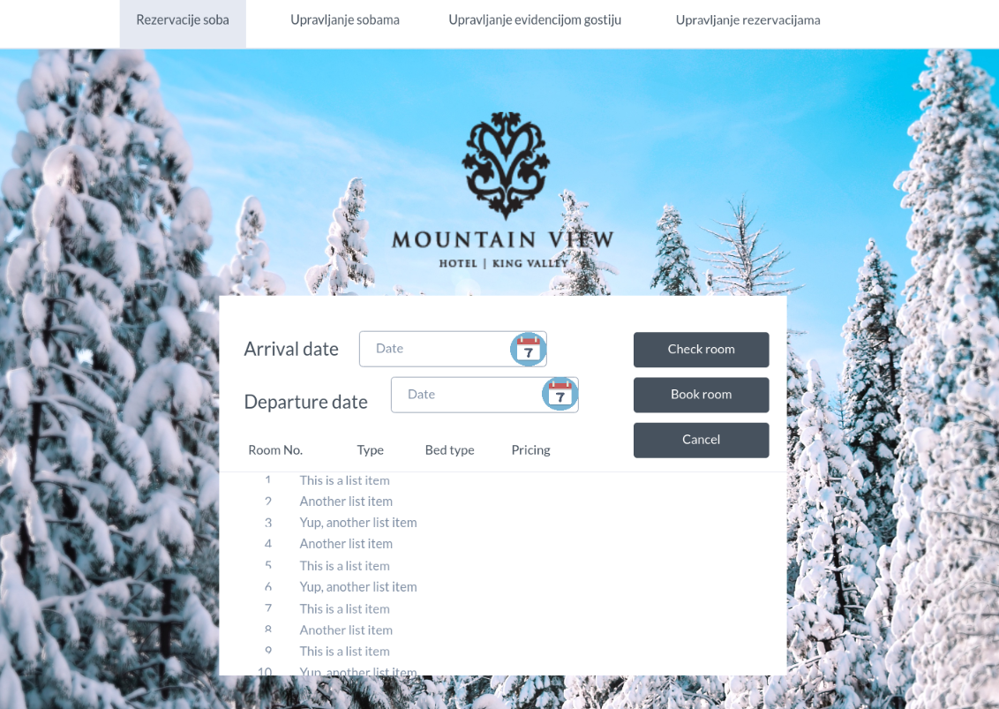 Rezervacije soba Upravljanje sobama Upravljanje evidencijom gostiju Upravljanje rezervacijama
MOUNTAIN VIEW
HOTEL | KING VALLEY
Arrival date Date 7 Check room
Departure date Date 7 Book room
Cancel
Room No. Type Bed type Pricing
1 This is a list item
2 Another list item
3 Yup, another list item
4 Another list item
5 This is a list item
6 Yup, another list item
7 This is a list item
8 Another list item
9 This is a list item
10 Yup, another list item